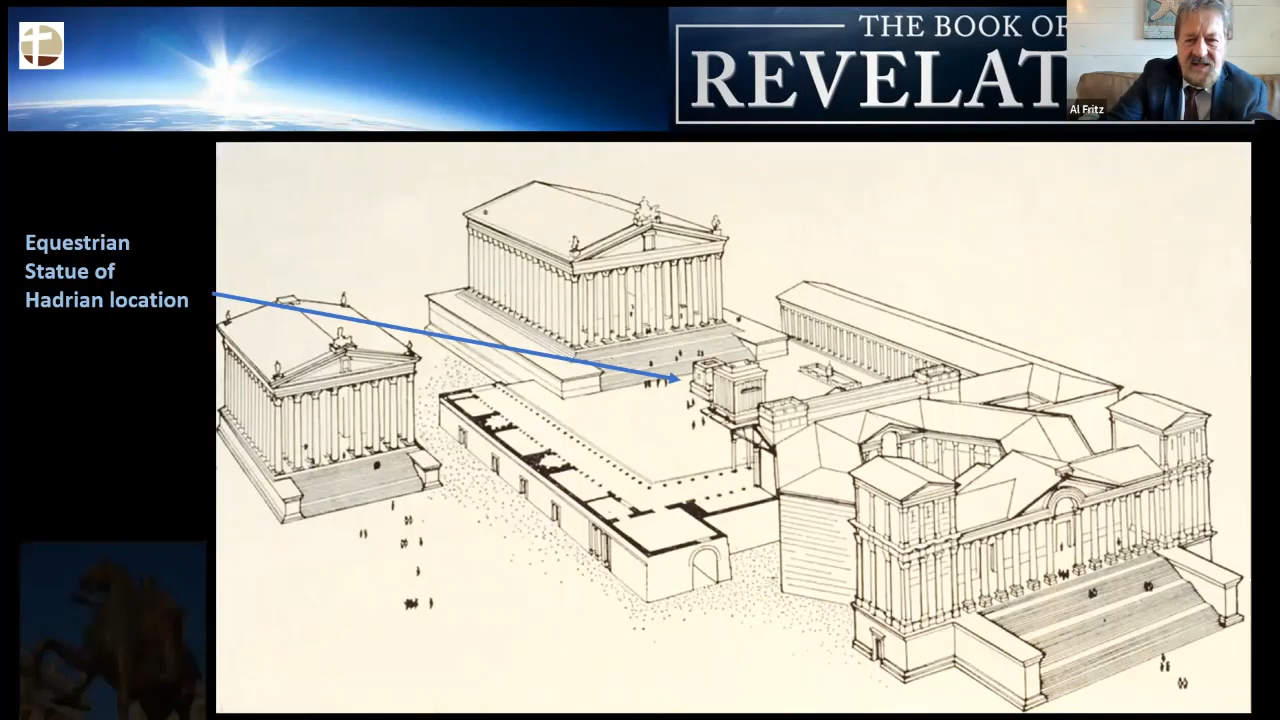 THE BOOK OF
REVELAT
Al Fritz
Equestrian
Statue of
Hadrian location